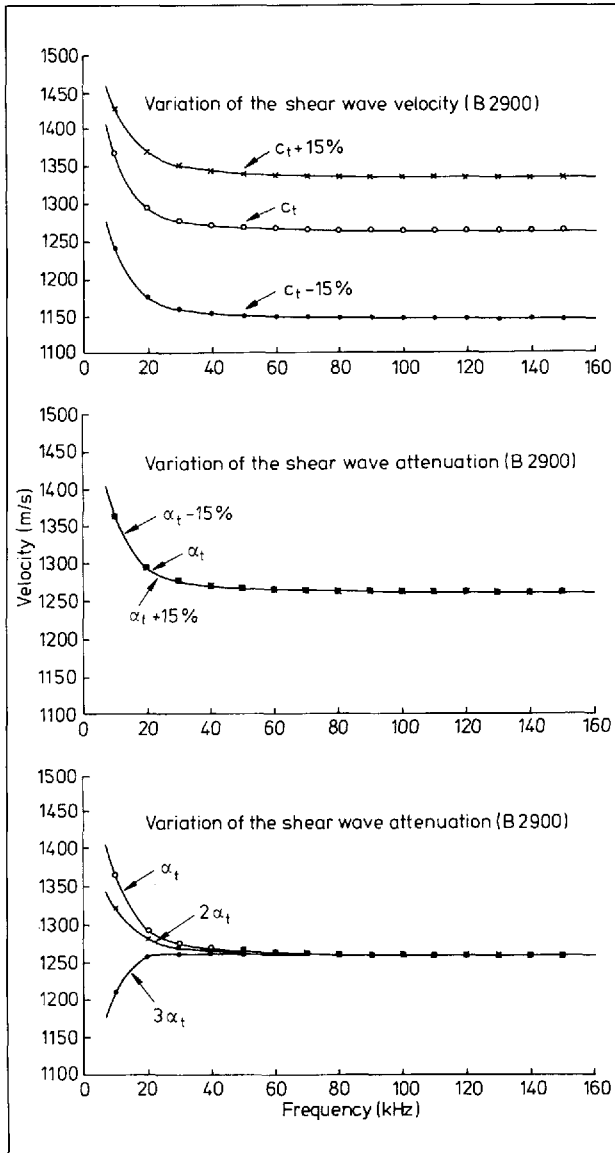 1500
1450
1400
1350
1300
1250
1200
1150
1100
Variation of the shear wave velocity (B 2900)
c_t + 15%
c_t
c_t − 15%
0 20 40 60 80 100 120 140 160
1500
1450
1400
1350
1300
1250
1200
1150
1100
Velocity (m/s)
Variation of the shear wave attenuation (B 2900)
α_t − 15%
α_t
α_t + 15%
0 20 40 60 80 100 120 140 160
1500
1450
1400
1350
1300
1250
1200
1150
1100
Variation of the shear wave attenuation (B 2900)
α_t
2α_t
3α_t
0 20 40 60 80 100 120 140 160
Frequency (kHz)